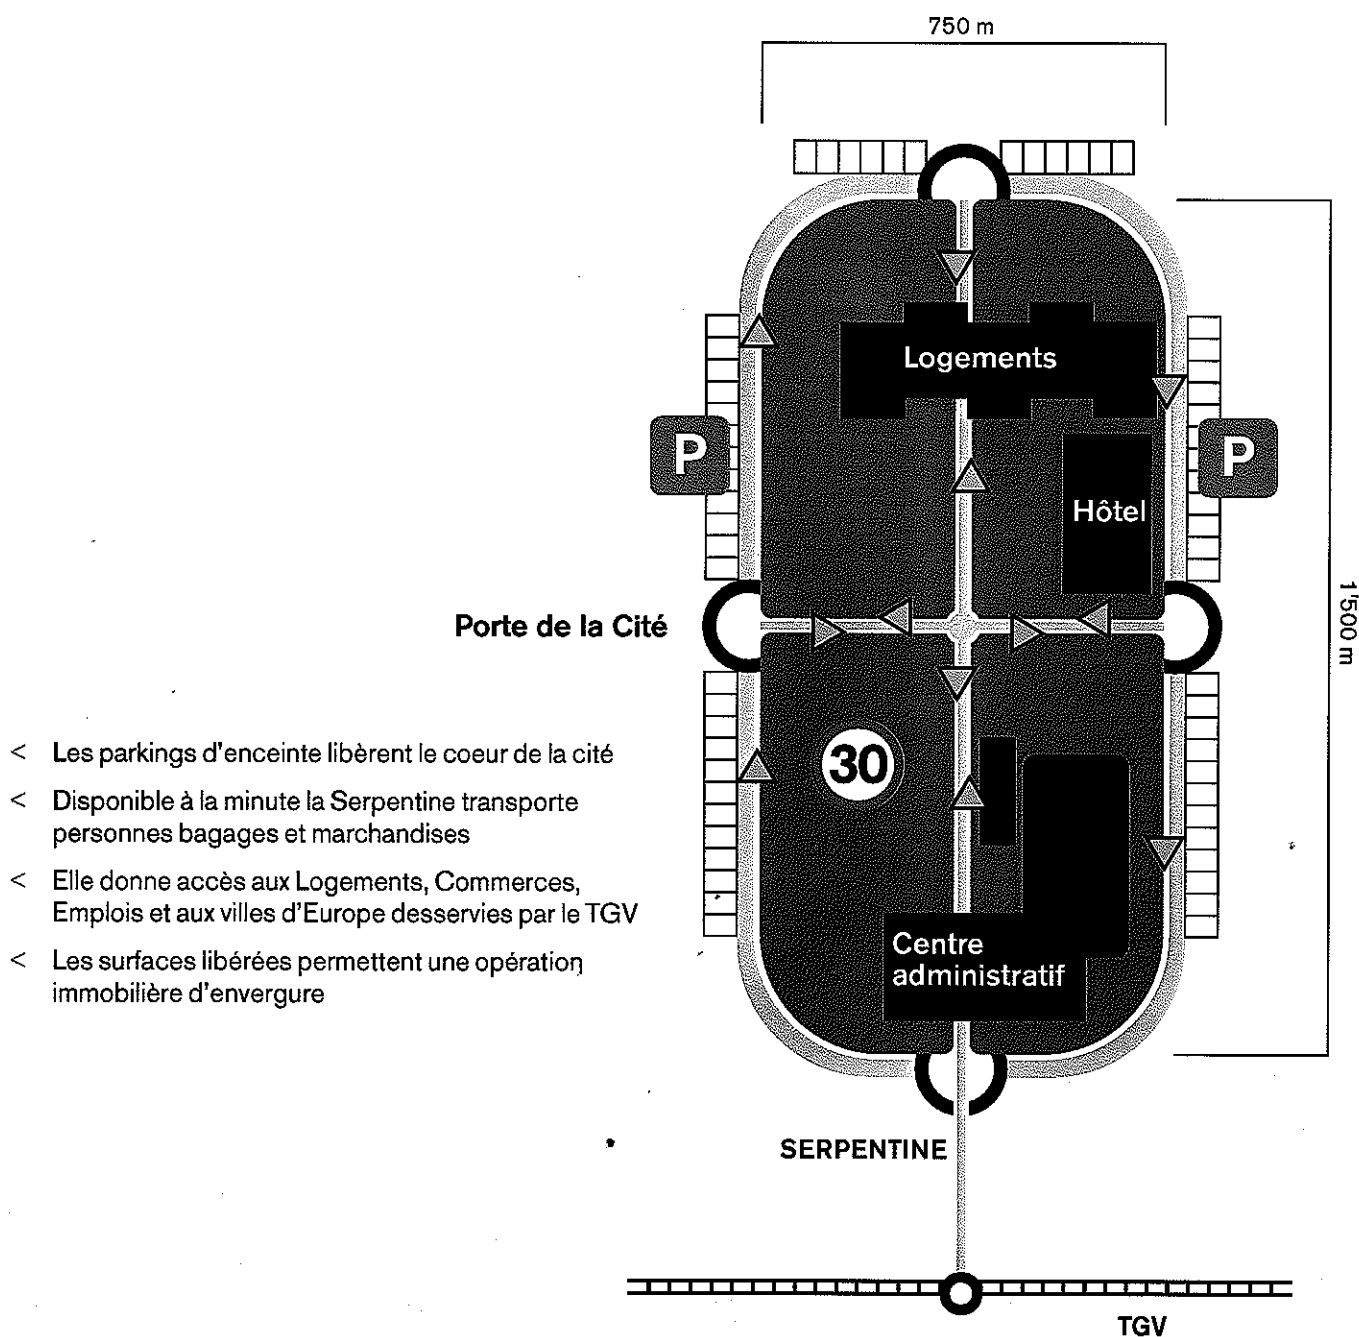 750 m
Logements
P
P
Hôtel
1'500 m
Porte de la Cité
30
< Les parkings d'enceinte libèrent le coeur de la cité
< Disponible à la minute la Serpentine transporte
personnes bagages et marchandises
< Elle donne accès aux Logements, Commerces,
Emplois et aux villes d'Europe desservies par le TGV
< Les surfaces libérées permettent une opération
immobilière d'envergure
Centre
administratif
SERPENTINE
TGV